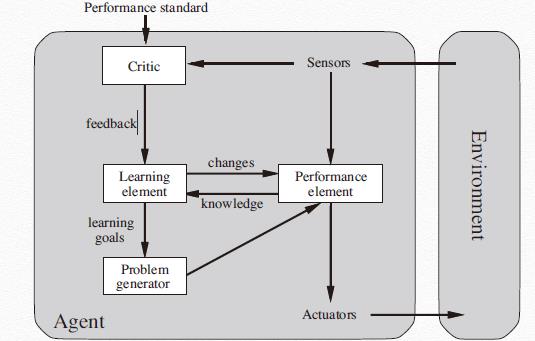 Performance standard
Critic
Sensors
feedback
changes
Learning
element
Performance
element
knowledge
learning
goals
Problem
generator
Actuators
Agent
Environment